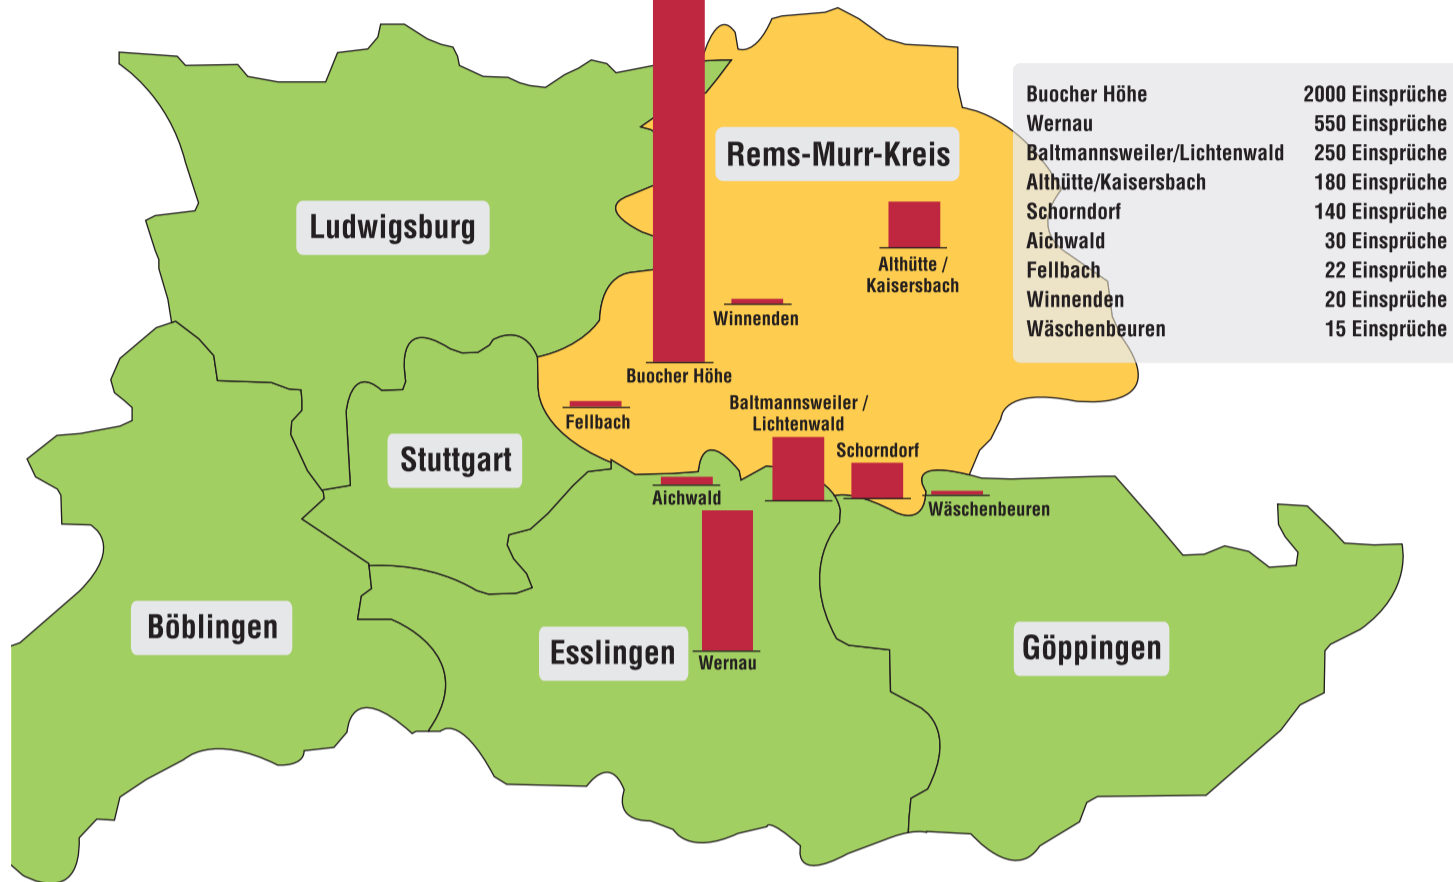 Buocher Höhe 2000 Einsprüche
Wernau 550 Einsprüche
Baltmannsweiler/Lichtenwald 250 Einsprüche
Althütte/Kaisersbach 180 Einsprüche
Schorndorf 140 Einsprüche
Aichwald 30 Einsprüche
Fellbach 22 Einsprüche
Winnenden 20 Einsprüche
Wäschenbeuren 15 Einsprüche
Rems-Murr-Kreis
Ludwigsburg
Althütte /
Kaisersbach
Winnenden
Buocher Höhe
Fellbach
Baltmannsweiler /
Lichtenwald
Schorndorf
Stuttgart
Aichwald
Wäschenbeuren
Böblingen
Esslingen
Wernau
Göppingen